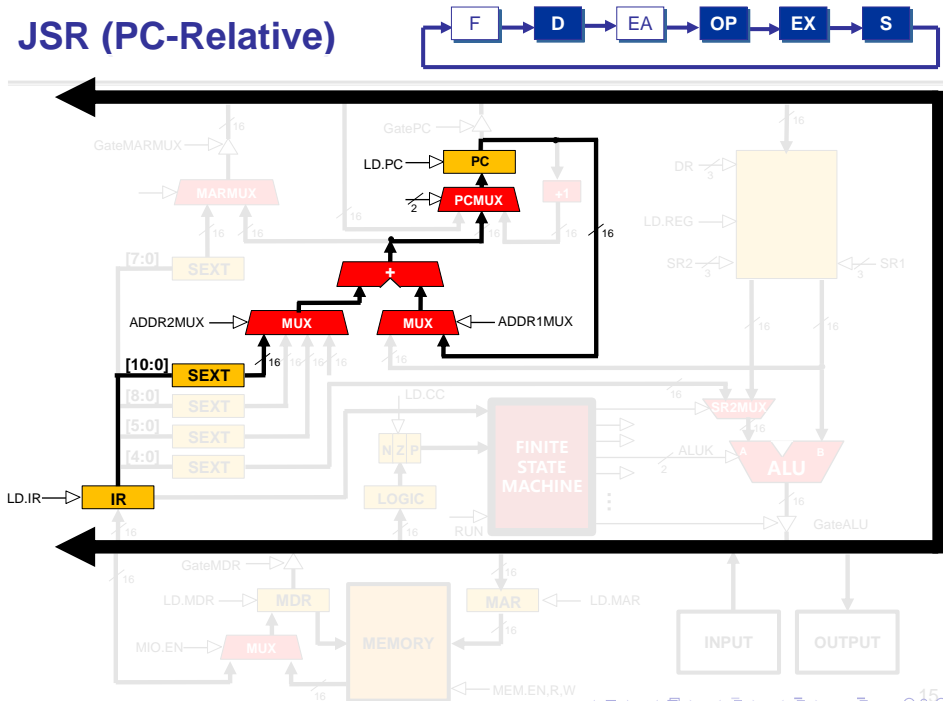 JSR (PC-Relative)
F D EA OP EX S
16
GatePC
16
GateMARMUX
LD.PC
PC
DR
3
MARMUX
2
PCMUX
+1
LD.REG
16
16
16
16
16
16
[7:0]
SEXT
+
SR2
3
3
SR1
ADDR2MUX
MUX
MUX
ADDR1MUX
16
16
[10:0]
SEXT
16
16
16
16
16
[8:0]
SEXT
LD.CC
16
SR2MUX
[5:0]
SEXT
16
N Z P
FINITE
STATE
MACHINE
ALUK
2
A
B
ALU
[4:0]
SEXT
LD.IR
IR
LOGIC
16
16
16
RUN
GateALU
16
GateMDR
16
LD.MDR
MDR
MAR
LD.MAR
MEMORY
16
INPUT
OUTPUT
MIO.EN
MUX
16
MEM.EN,R,W
15